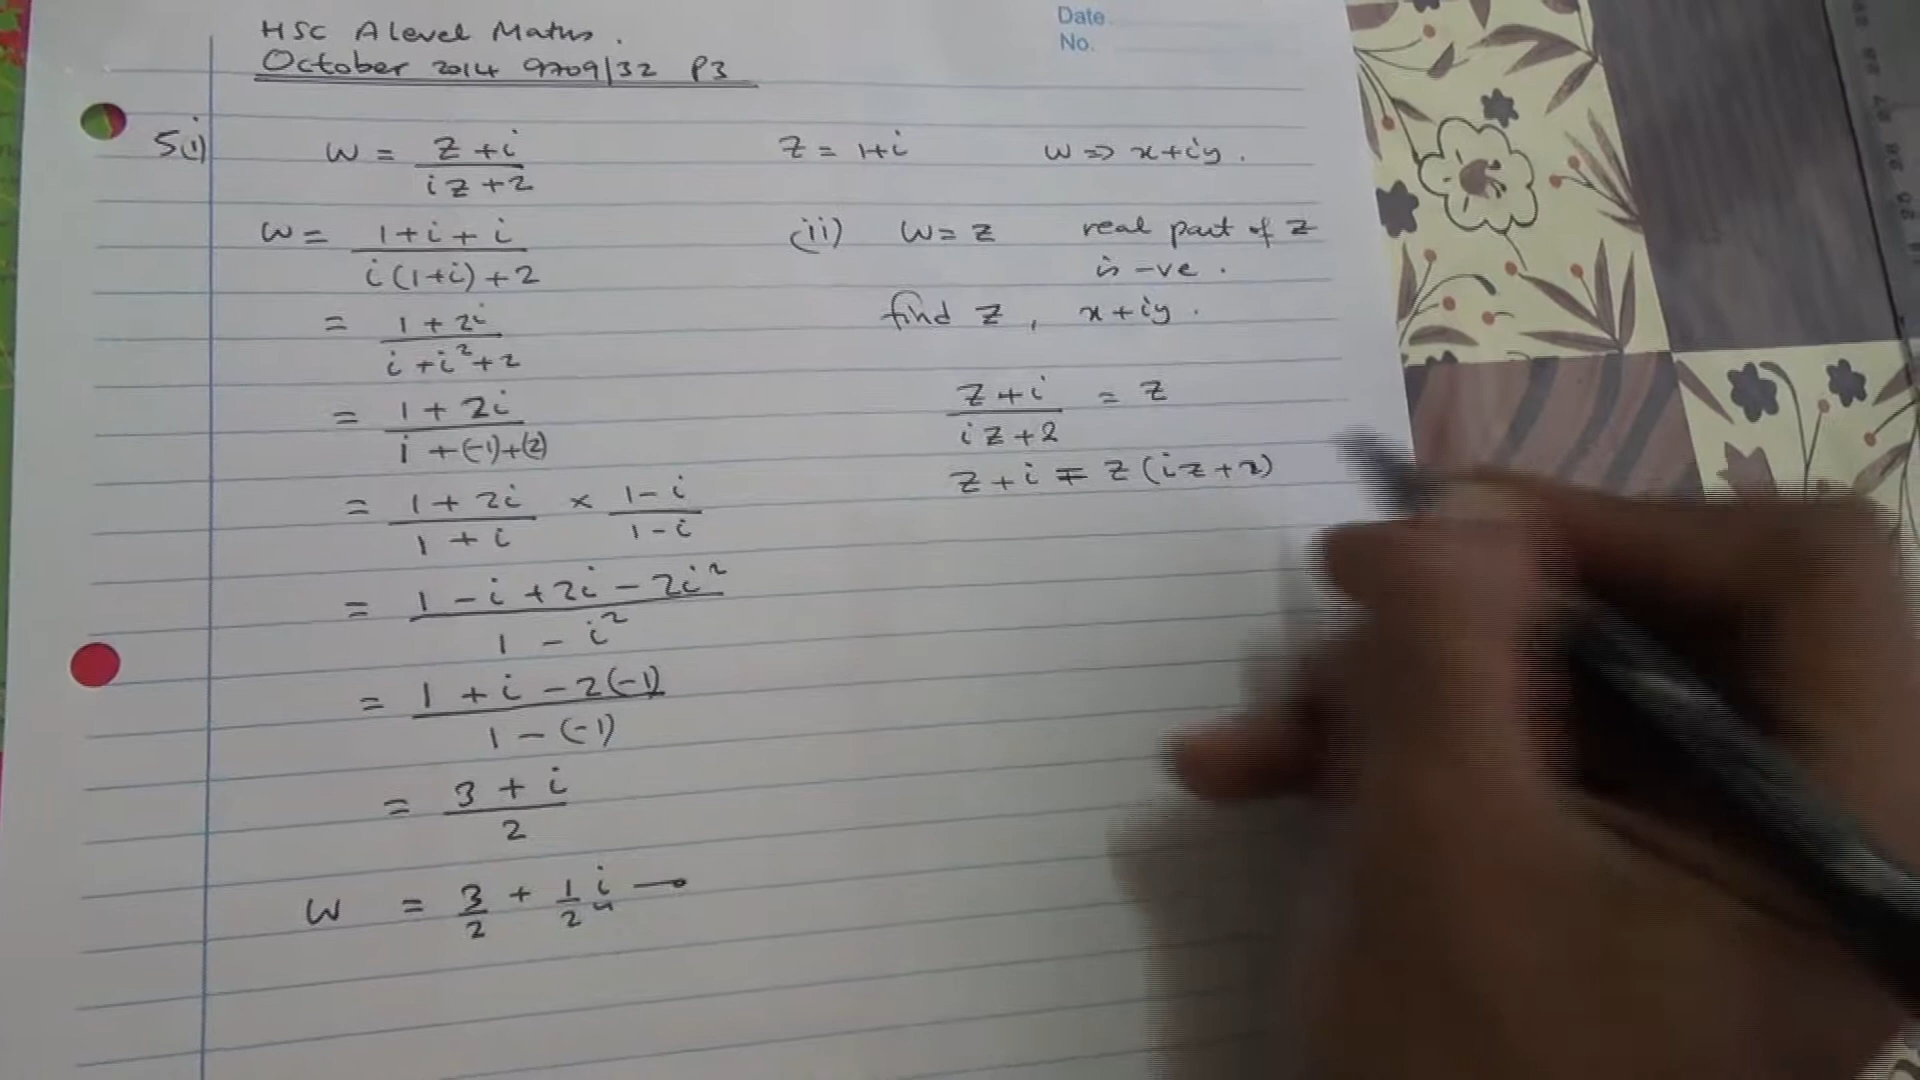 HSC A level Maths.
October 2014 9709/32 P3
Date
No.
5(i) w = (z + i)/(iz + 2)
z = 1+i
w => x+iy.
w = (1 + i + i)/(i(1+i) + 2)
= (1 + 2i)/(i + i² + 2)
= (1 + 2i)/(i + (-1) + (2))
= (1 + 2i)/(1 + i) × (1 - i)/(1 - i)
= (1 - i + 2i - 2i²)/(1 - i²)
= (1 + i - 2(-1))/(1 - (-1))
= (3 + i)/2
w = 3/2 + 1/2 i
(ii) w = z real part of z
is -ve.
find z, x+iy.
(z + i)/(iz + 2) = z
z + i = z(iz + 2)